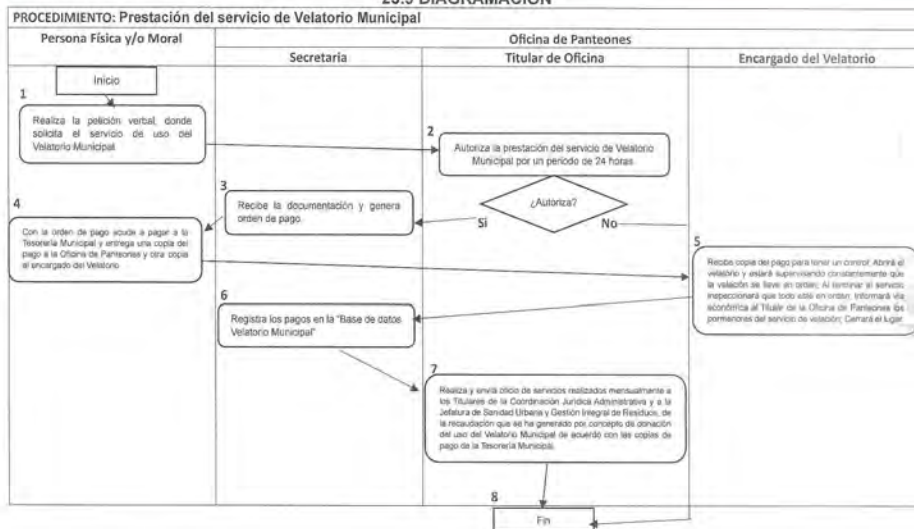 20.9 DIAGRAMACIÓN
PROCEDIMIENTO: Prestación del servicio de Velatorio Municipal
Persona Física y/o Moral
Oficina de Panteones
Secretaria
Titular de Oficina
Encargado del Velatorio
Inicio
1
Realiza la petición verbal, donde
solicita el servicio de uso del
Velatorio Municipal.
2
Autoriza la prestación del servicio de Velatorio
Municipal por un periodo de 24 horas.
¿Autoriza?
Si
No
3
Recibe la documentación y genera
orden de pago.
4
Con la orden de pago acude a pagar a la
Tesorería Municipal y entrega una copia del
pago a la Oficina de Panteones y otra copia
al encargado del Velatorio
5
Recibe copia del pago para tener un control; Abrirá el
velatorio y estará supervisando constantemente que
la velación se lleve en orden; Al terminar el servicio
inspeccionará que todo esté en orden; Informará vía
económica al Titular de la Oficina de Panteones los
pormenores del servicio de velación; Cerrará el lugar.
6
Registra los pagos en la "Base de datos
Velatorio Municipal"
7
Realiza y envía oficio de servicios realizados mensualmente a
los Titulares de la Coordinación Jurídica Administrativa y a la
Jefatura de Sanidad Urbana y Gestión Integral de Residuos, de
la recaudación que se ha generado por concepto de donación
del uso del Velatorio Municipal de acuerdo con las copias de
pago de la Tesorería Municipal.
8
Fin